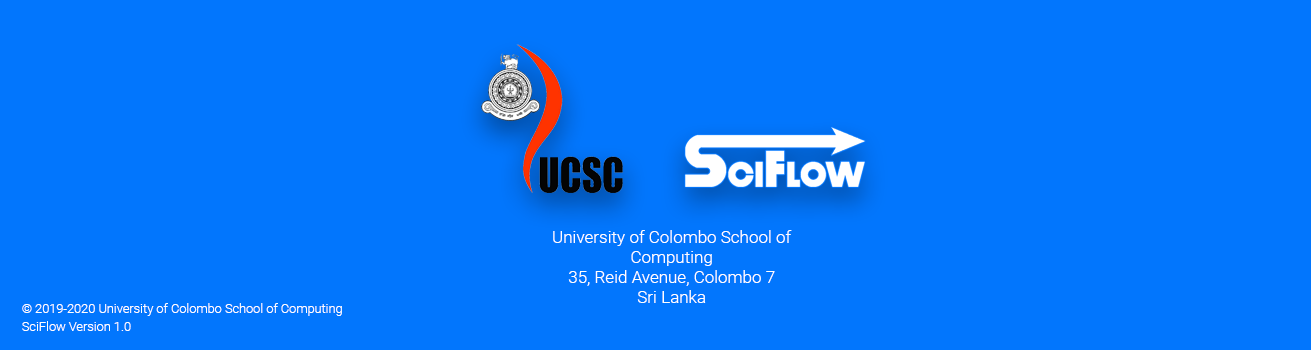 UCSC
SCIFLOW
University of Colombo School of
Computing
35, Reid Avenue, Colombo 7
Sri Lanka
© 2019-2020 University of Colombo School of Computing
SciFlow Version 1.0